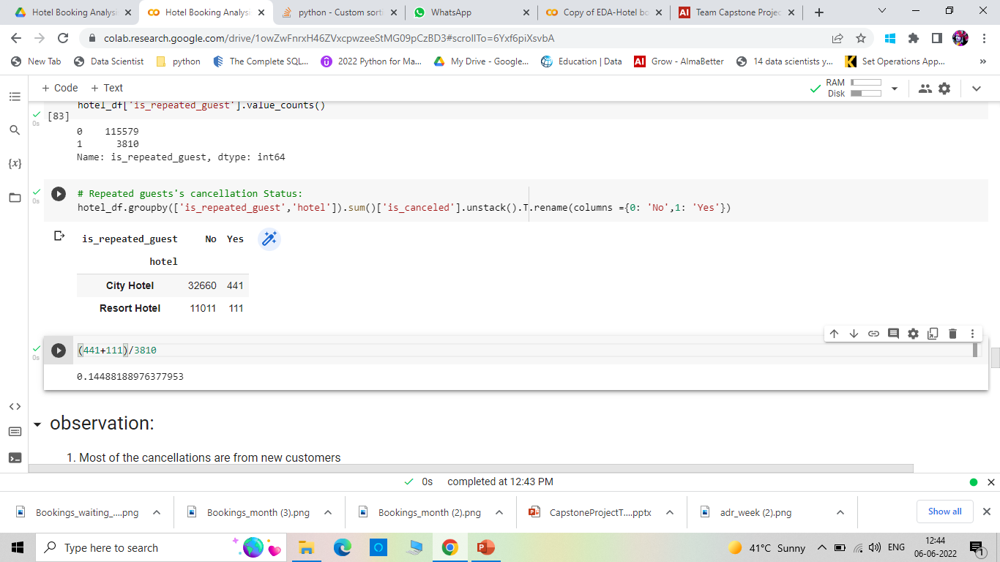 Hotel Booking Analysi
Hotel Booking Analysi
python - Custom sorti
WhatsApp
Copy of EDA-Hotel bo
AI Team Capstone Projec
colab.research.google.com/drive/1owZwFnrxH46ZVxcpwzeeStMG09pCzBD3#scrollTo=6Yxf6piXsvbA
New Tab
Data Scientist
python
The Complete SQL...
2022 Python for Ma...
My Drive - Google...
Education | Data
AI Grow - AlmaBetter
14 data scientists y...
Set Operations App...
»
+ Code + Text
RAM
Disk
hotel_df['is_repeated_guest'].value_counts()
[83]
0s
0 115579
1 3810
Name: is_repeated_guest, dtype: int64
{x}
0s
# Repeated guests's cancellation Status:
hotel_df.groupby(['is_repeated_guest','hotel']).sum()['is_canceled'].unstack().T.rename(columns ={0: 'No',1: 'Yes'})
is_repeated_guest No Yes
hotel
City Hotel 32660 441
Resort Hotel 11011 111
0s
(441+111)/3810
0.14488188976377953
observation:
1. Most of the cancellations are from new customers
0s completed at 12:43 PM
Bookings_waiting_....png
Bookings_month (3).png
Bookings_month (2).png
CapstoneProjectT....pptx
adr_week (2).png
Show all
Type here to search
41°C Sunny
ENG
12:44
06-06-2022
1